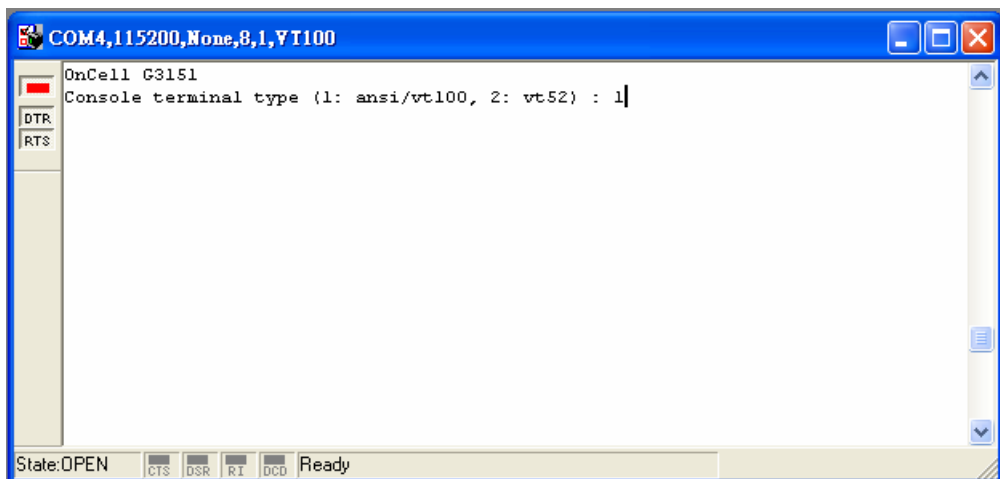 COM4,115200,None,8,1,VT100
OnCell G3151
Console terminal type (1: ansi/vt100, 2: vt52) : 1
DTR
RTS
State:OPEN CTS DSR RI DCD Ready